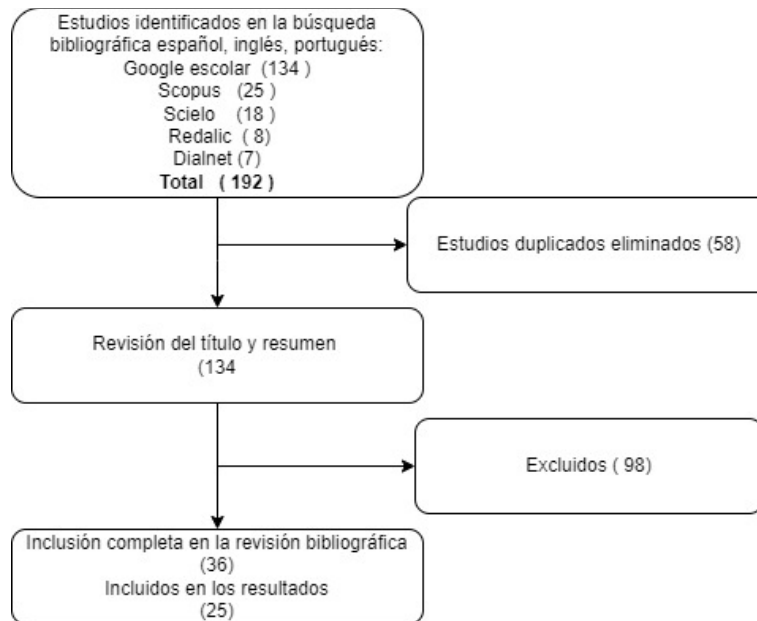 Estudios identificados en la búsqueda
bibliográfica español, inglés, portugués:
Google escolar (134 )
Scopus (25 )
Scielo (18 )
Redalic ( 8)
Dialnet (7)
Total ( 192 )
Estudios duplicados eliminados (58)
Revisión del título y resumen
(134
Excluidos ( 98)
Inclusión completa en la revisión bibliográfica
(36)
Incluidos en los resultados
(25)